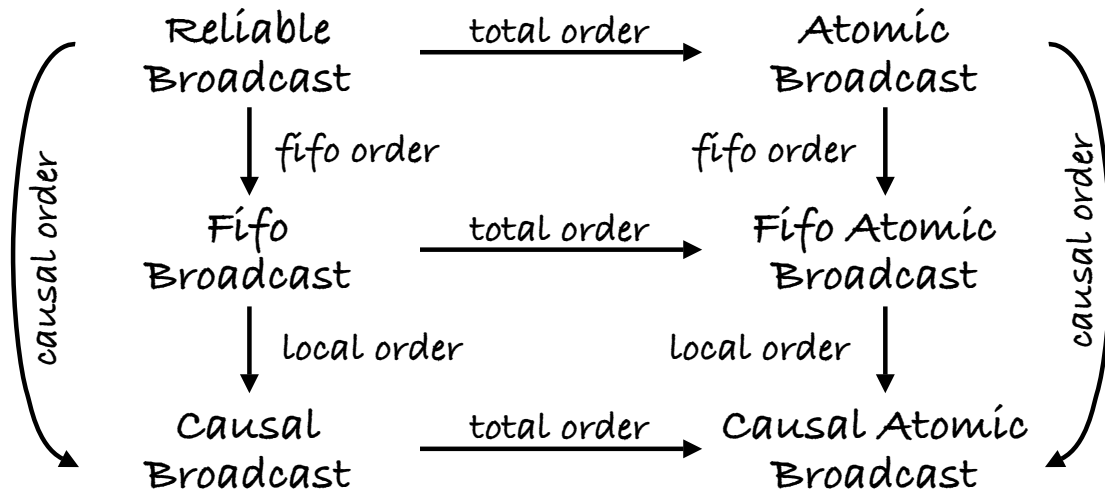 Reliable
Broadcast
total order
Atomic
Broadcast
causal order
fifo order
fifo order
causal order
Fifo
Broadcast
total order
Fifo Atomic
Broadcast
local order
local order
Causal
Broadcast
total order
Causal Atomic
Broadcast